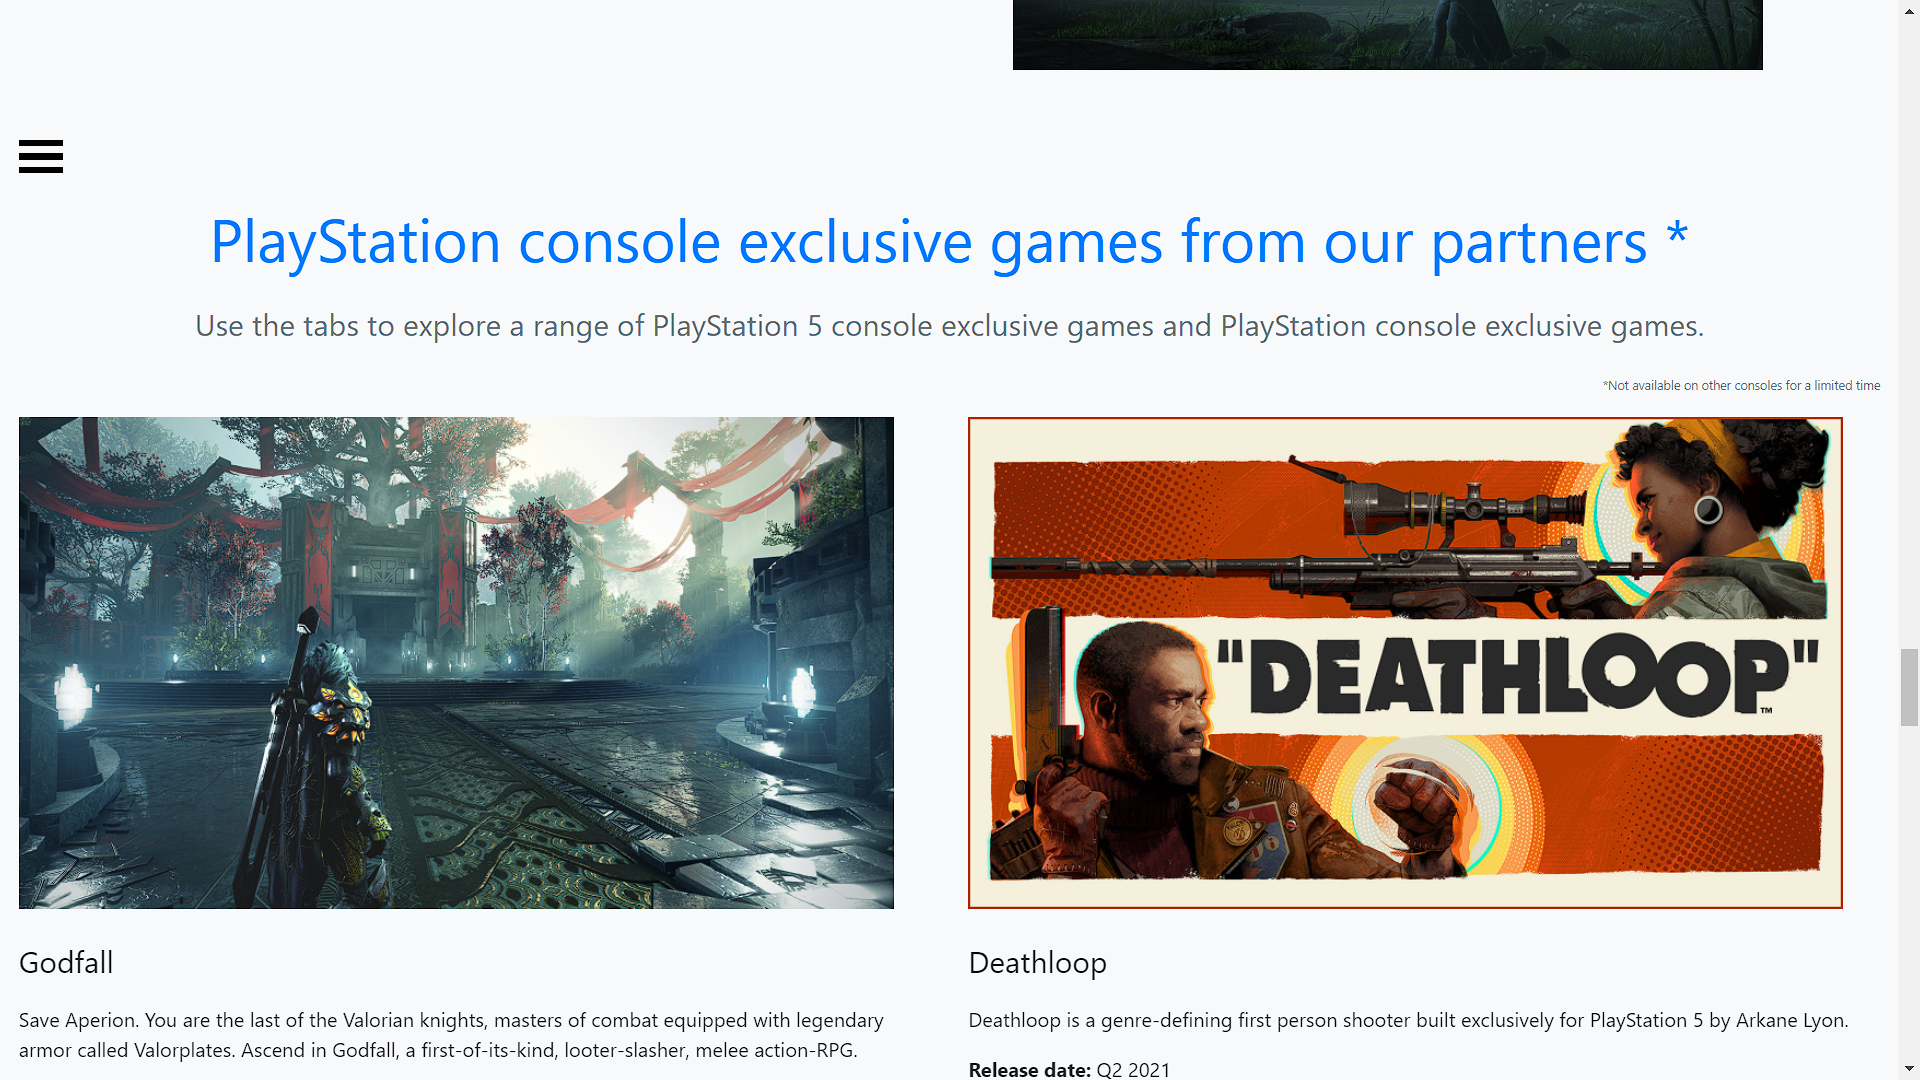 PlayStation console exclusive games from our partners *
Use the tabs to explore a range of PlayStation 5 console exclusive games and PlayStation console exclusive games.
*Not available on other consoles for a limited time
"DEATHLOOP"™
Godfall
Save Aperion. You are the last of the Valorian knights, masters of combat equipped with legendary
armor called Valorplates. Ascend in Godfall, a first-of-its-kind, looter-slasher, melee action-RPG.
Deathloop
Deathloop is a genre-defining first person shooter built exclusively for PlayStation 5 by Arkane Lyon.
Release date: Q2 2021